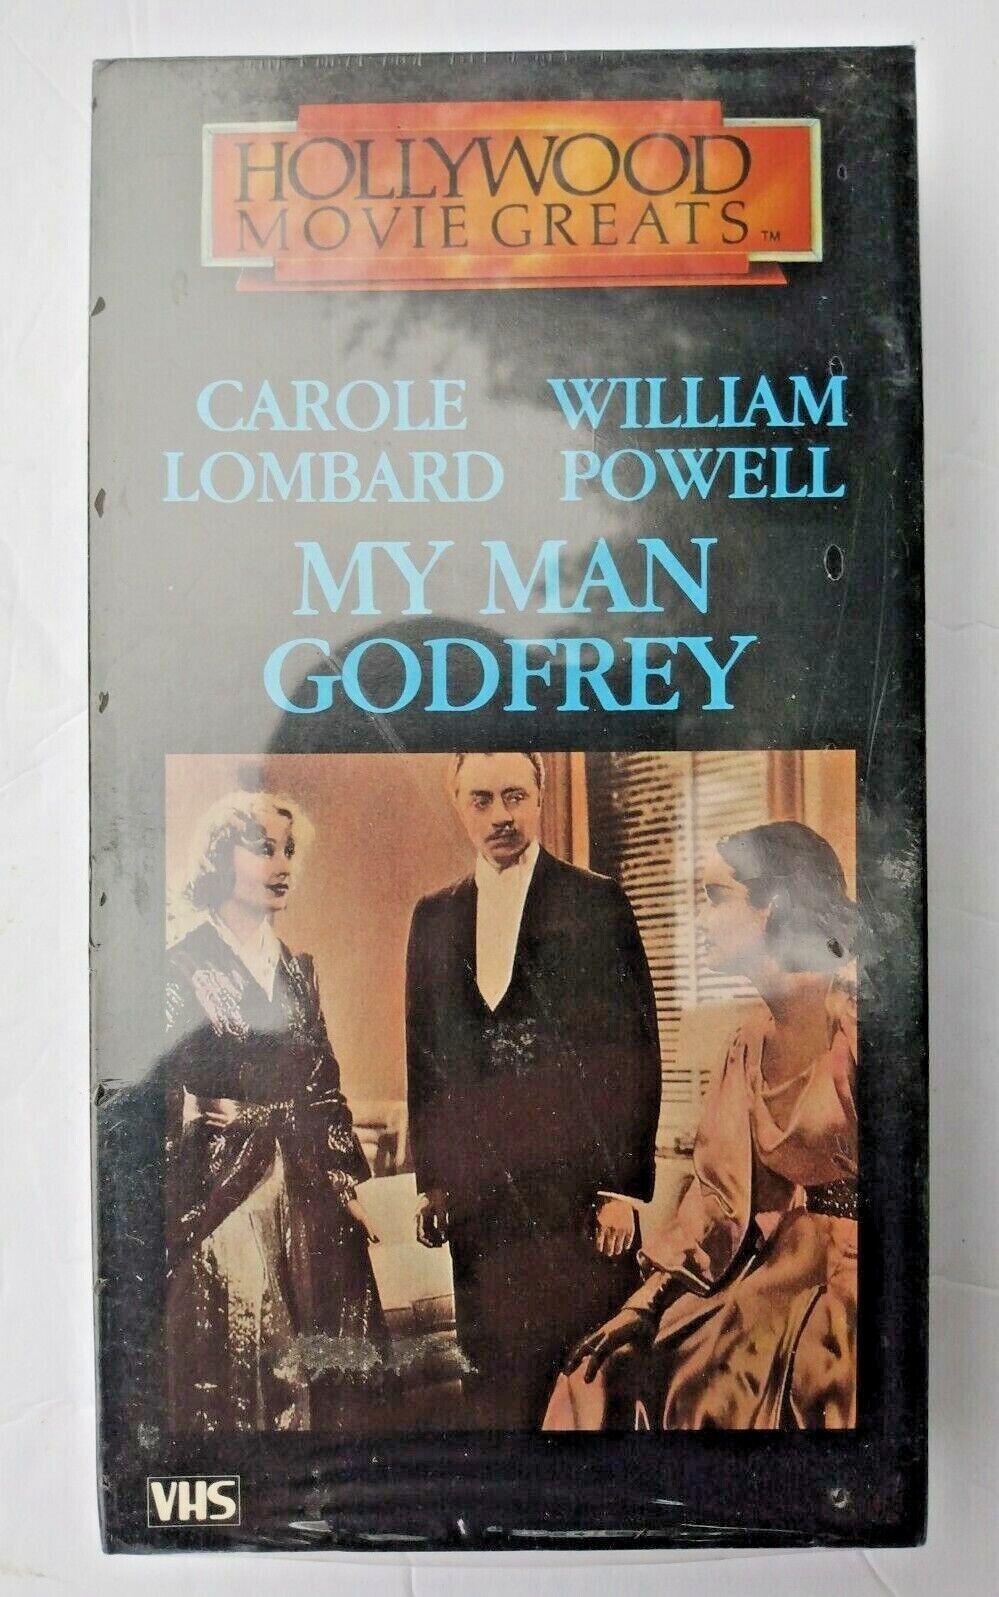 HOLLYWOOD
MOVIE GREATS™
CAROLE WILLIAM
LOMBARD POWELL
MY MAN
GODFREY
VHS